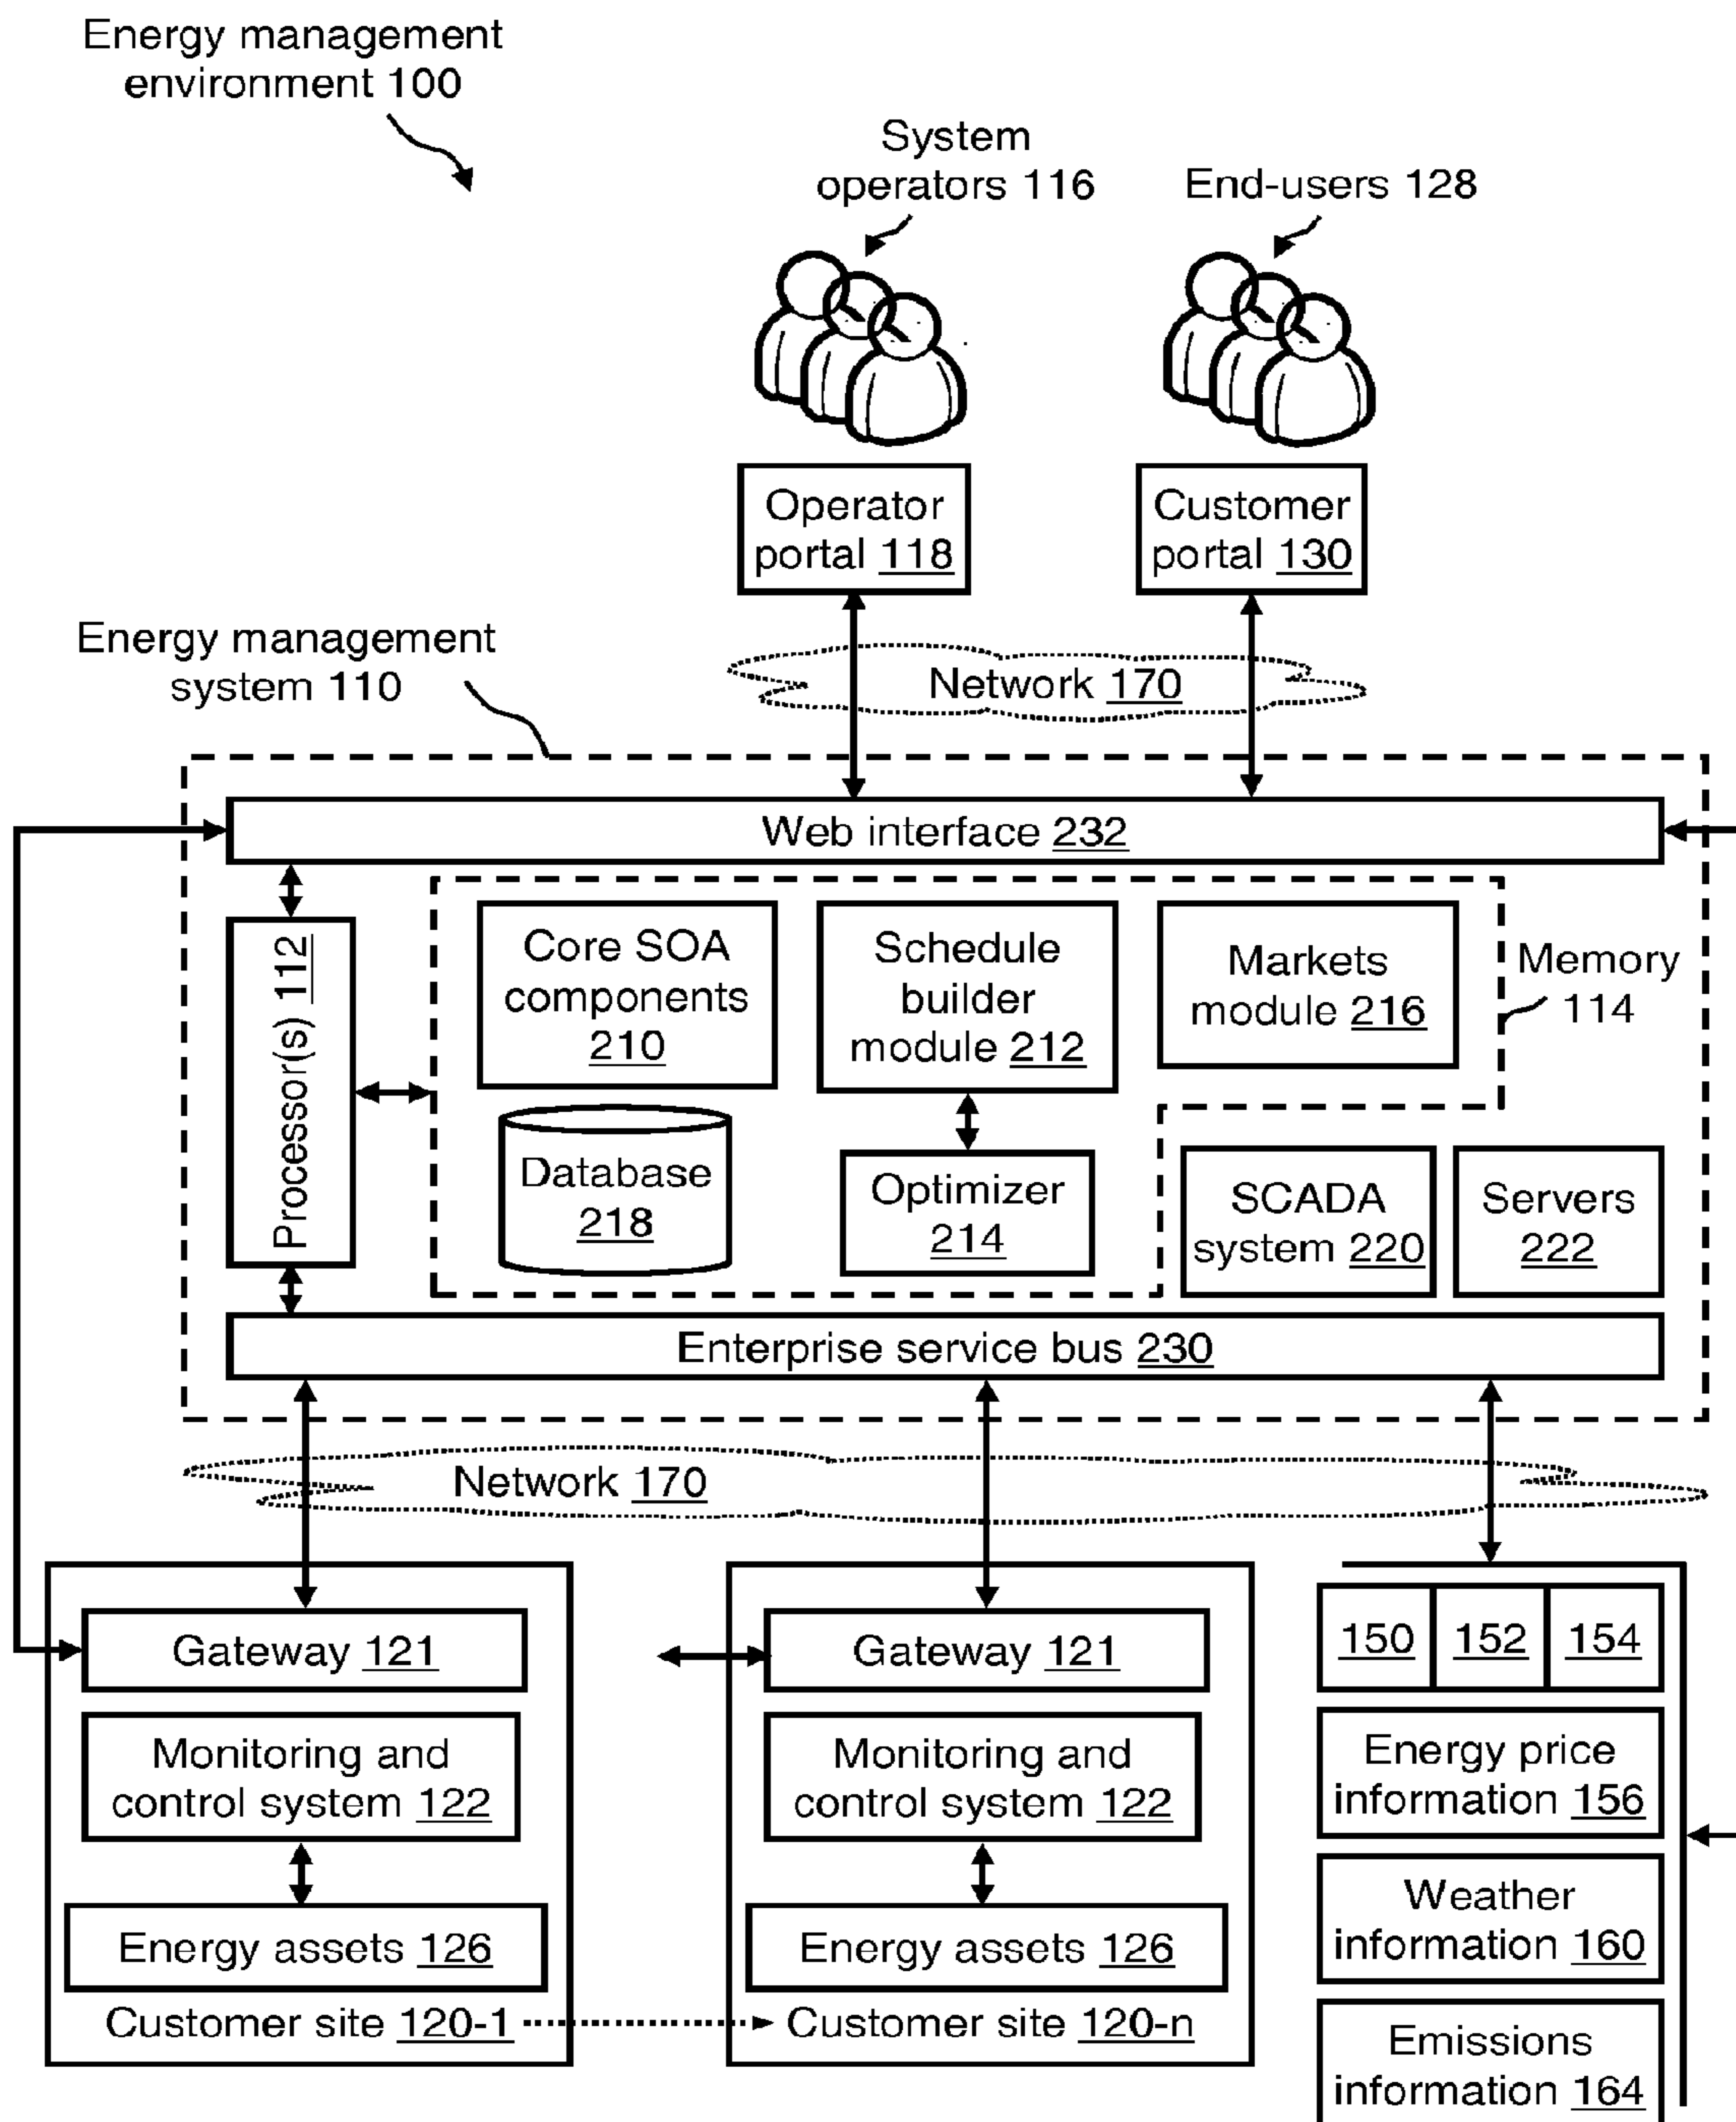 Energy management
environment 100
System
operators 116
End-users 128
Operator
portal 118
Customer
portal 130
Energy management
system 110
Network 170
Web interface 232
Processor(s) 112
Core SOA
components
210
Schedule
builder
module 212
Markets
module 216
Memory
114
Database
218
Optimizer
214
SCADA
system 220
Servers
222
Enterprise service bus 230
Network 170
Gateway 121
Monitoring and
control system 122
Energy assets 126
Customer site 120-1
Gateway 121
Monitoring and
control system 122
Energy assets 126
Customer site 120-n
150 152 154
Energy price
information 156
Weather
information 160
Emissions
information 164